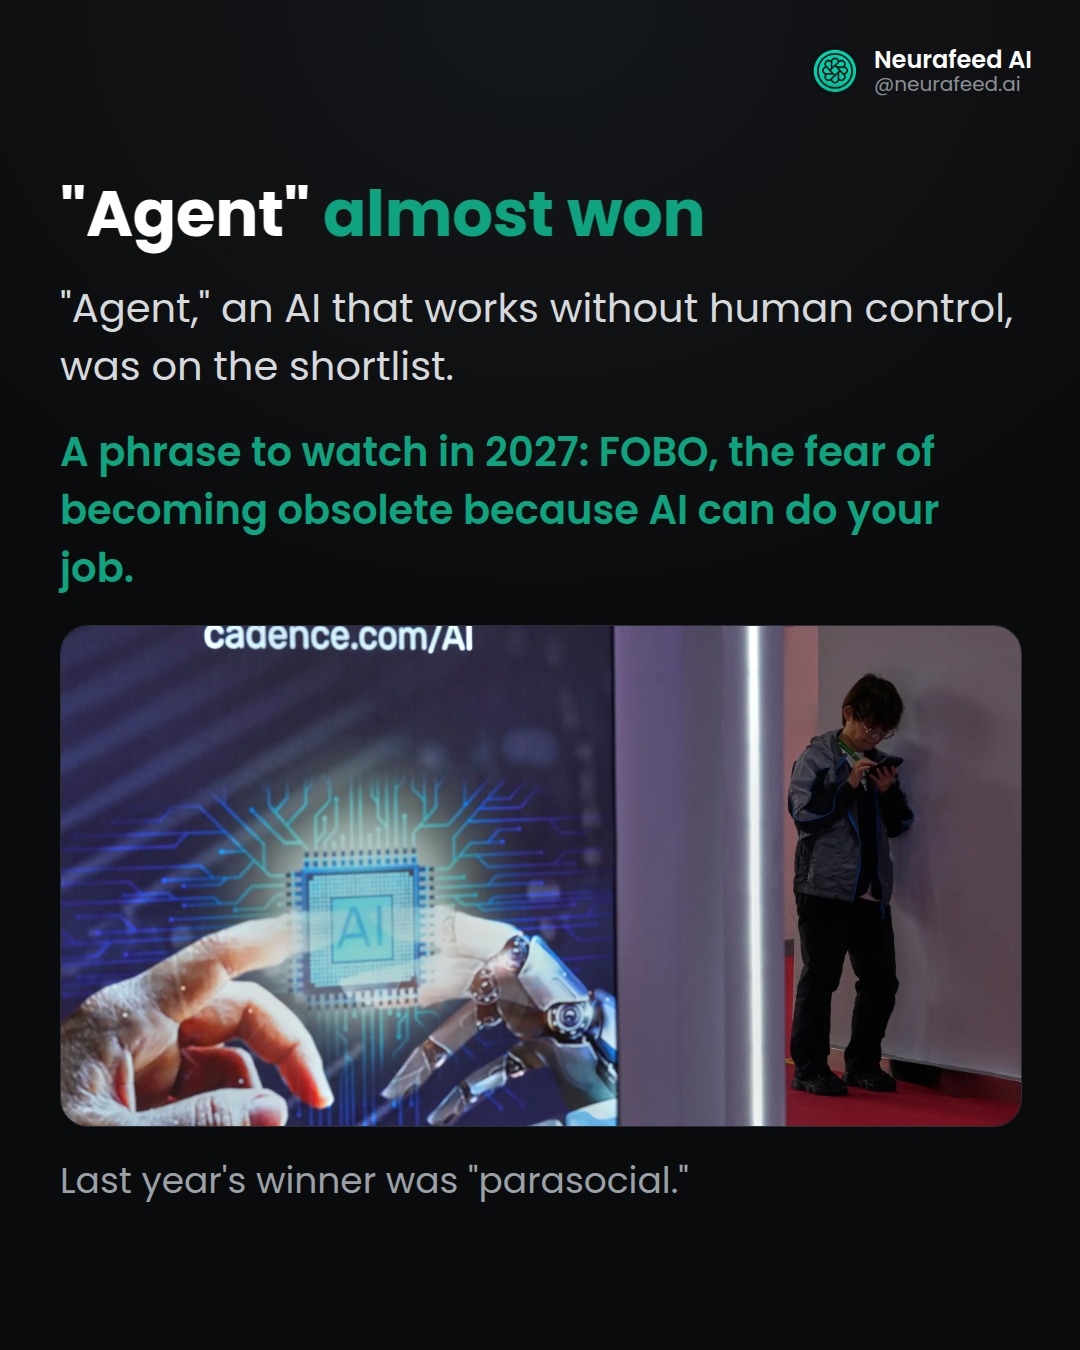 Neurafeed AI
@neurafeed.ai
"Agent" almost won
"Agent," an AI that works without human control,
was on the shortlist.
A phrase to watch in 2027: FOBO, the fear of
becoming obsolete because AI can do your
job.
cadence.com/AI
AI
Last year's winner was "parasocial."